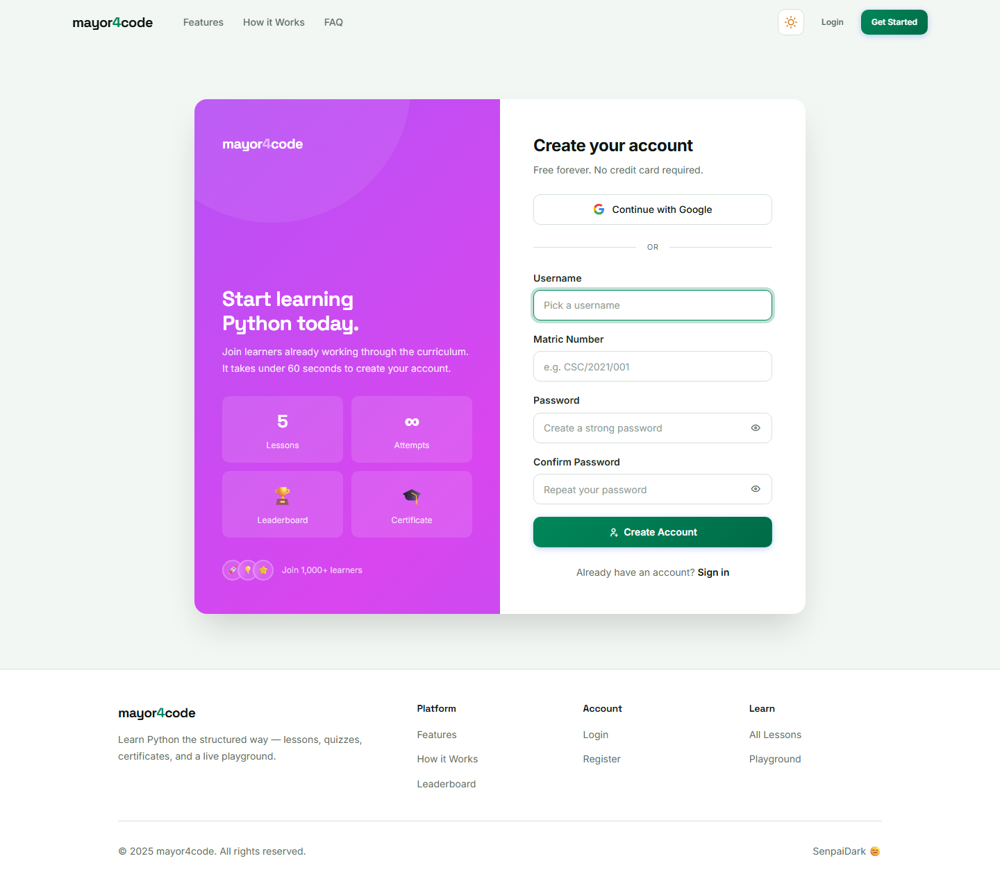 mayor4code
Features
How it Works
FAQ
Login
Get Started
mayor4code
Start learning
Python today.
Join learners already working through the curriculum.
It takes under 60 seconds to create your account.
5
Lessons
∞
Attempts
Leaderboard
Certificate
Join 1,000+ learners
Create your account
Free forever. No credit card required.
Continue with Google
OR
Username
Pick a username
Matric Number
e.g. CSC/2021/001
Password
Create a strong password
Confirm Password
Repeat your password
Create Account
Already have an account? Sign in
mayor4code
Learn Python the structured way — lessons, quizzes,
certificates, and a live playground.
Platform
Features
How it Works
Leaderboard
Account
Login
Register
Learn
All Lessons
Playground
© 2025 mayor4code. All rights reserved.
SenpaiDark 😑